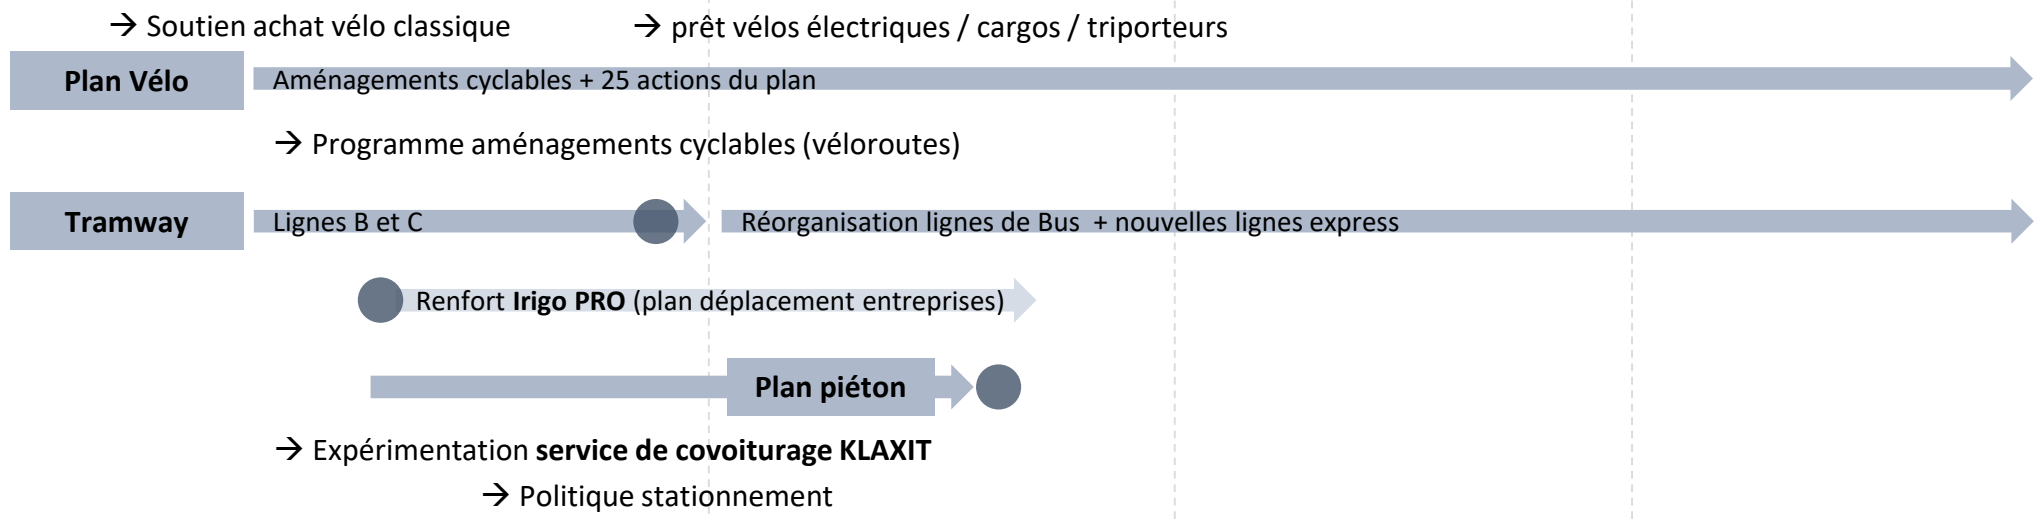 → Soutien achat vélo classique
→ prêt vélos électriques / cargos / triporteurs
Plan Vélo
Aménagements cyclables + 25 actions du plan
→ Programme aménagements cyclables (véloroutes)
Tramway
Lignes B et C
Réorganisation lignes de Bus + nouvelles lignes express
Renfort Irigo PRO (plan déplacement entreprises)
Plan piéton
→ Expérimentation service de covoiturage KLAXIT
→ Politique stationnement